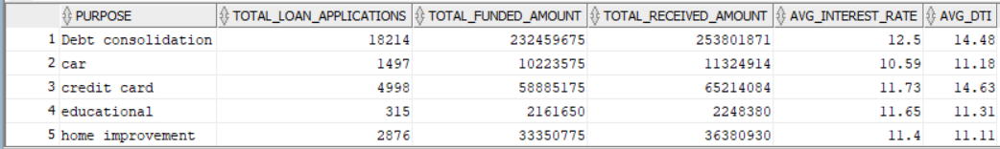 PURPOSE TOTAL_LOAN_APPLICATIONS TOTAL_FUNDED_AMOUNT TOTAL_RECEIVED_AMOUNT AVG_INTEREST_RATE AVG_DTI
1 Debt consolidation 18214 232459675 253801871 12.5 14.48
2 car 1497 10223575 11324914 10.59 11.18
3 credit card 4998 58885175 65214084 11.73 14.63
4 educational 315 2161650 2248380 11.65 11.31
5 home improvement 2876 33350775 36380930 11.4 11.11